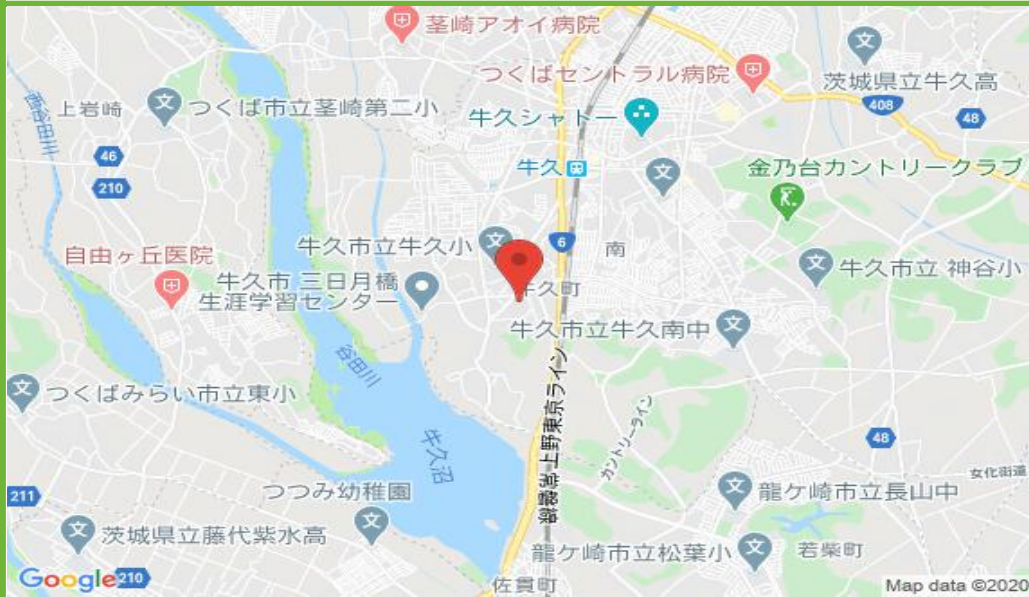 茎崎アオイ病院
つくばセントラル病院
茨城県立牛久高
上岩崎
つくば市立茎崎第二小
牛久シャトー
408
48
西谷田川
46
210
牛久
金乃台カントリークラブ
自由ヶ丘医院
牛久市立牛久小
6
南
牛久市 三日月橋
生涯学習センター
牛久町
牛久市立 神谷小
牛久市立牛久南中
谷田川
つくばみらい市立東小
上野東京ライン
カントリーライン
牛久沼
48
女化街道
211
つつみ幼稚園
龍ケ崎市立長山中
茨城県立藤代紫水高
龍ケ崎市立松葉小
若柴町
Google
210
佐貫町
Map data ©2020